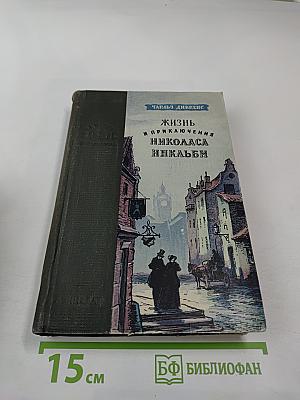 ЧАРЛЬЗ ДИККЕНС
ЖИЗНЬ
И ПРИКЛЮЧЕНИЯ
НИКОЛАСА
НИКЛЬБИ
15 см
БФ БИБЛИОФАН